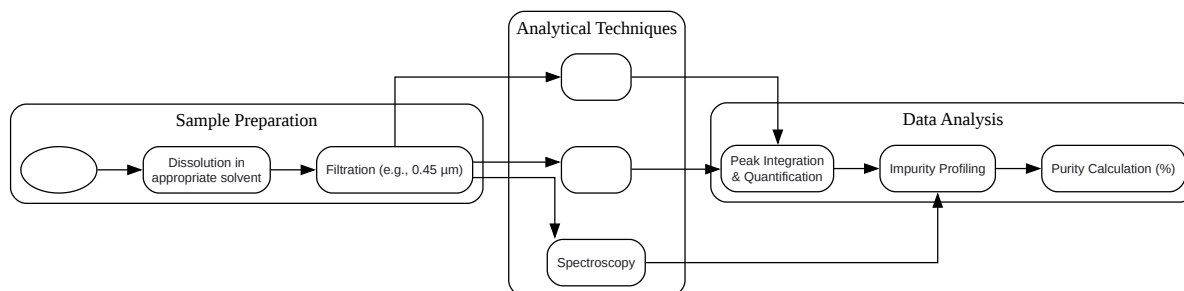 Analytical Techniques
Sample Preparation
Dissolution in
appropriate solvent
Filtration (e.g., 0.45 µm)
Spectroscopy
Data Analysis
Peak Integration
& Quantification
Impurity Profiling
Purity Calculation (%)